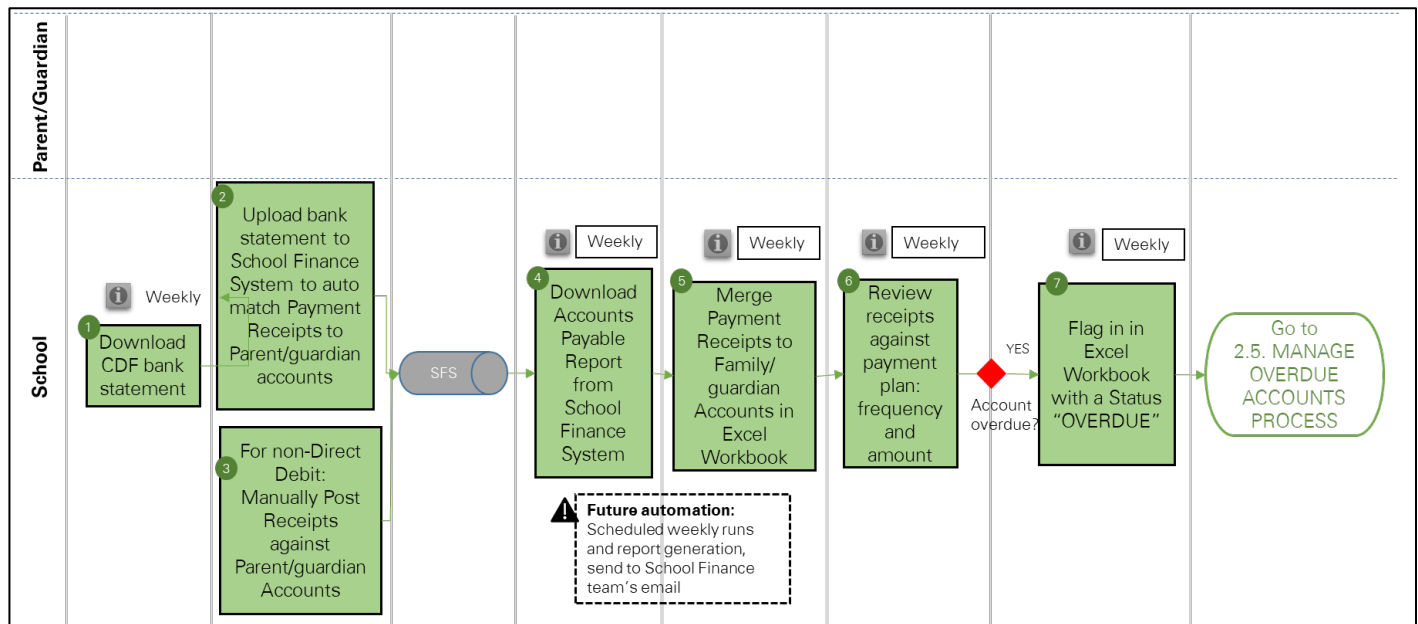 Parent/Guardian
School
Weekly
1
Download
CDF bank
statement
2
Upload bank
statement to
School Finance
System to auto
match Payment
Receipts to
Parent/guardian
accounts
3
For non-Direct
Debit:
Manually Post
Receipts
against
Parent/guardian
Accounts
SFS
Weekly
4
Download
Accounts
Payable
Report
from
School
Finance
System
Future automation:
Scheduled weekly runs
and report generation,
send to School Finance
team's email
Weekly
5
Merge
Payment
Receipts to
Family/
guardian
Accounts in
Excel
Workbook
Weekly
6
Review
receipts
against
payment
plan:
frequency
and
amount
YES
Account
overdue?
Weekly
7
Flag in in
Excel
Workbook
with a Status
“OVERDUE”
Go to
2.5. MANAGE
OVERDUE
ACCOUNTS
PROCESS